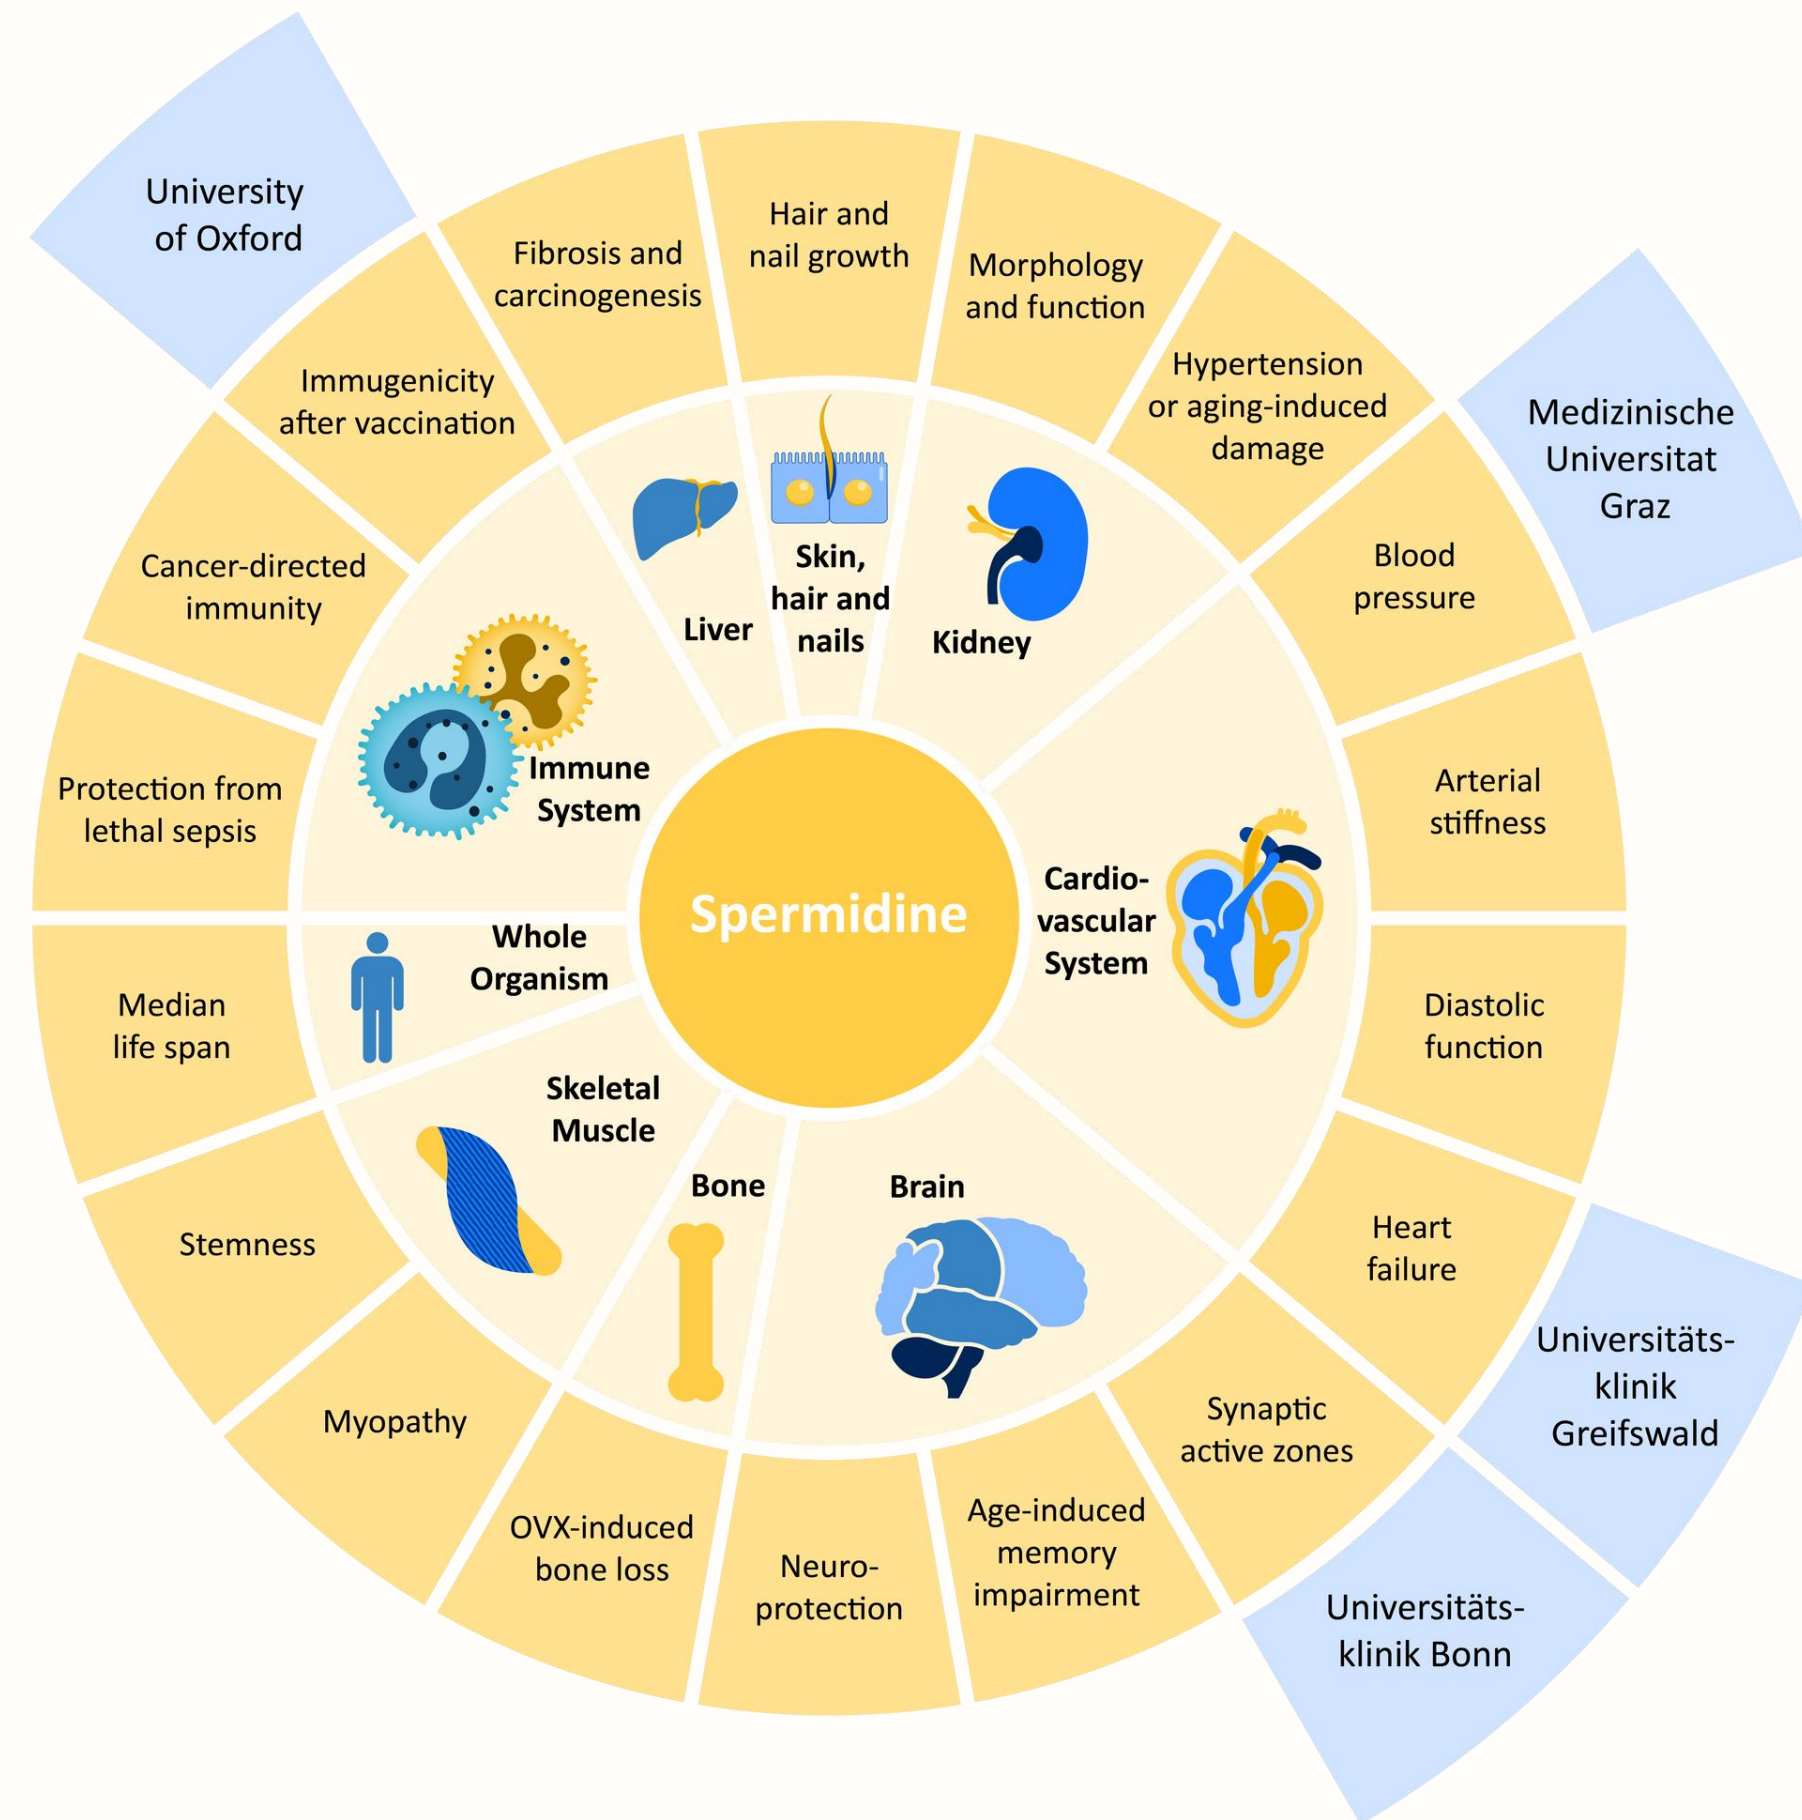 University
of Oxford
Fibrosis and
carcinogenesis
Hair and
nail growth
Morphology
and function
Hypertension
or aging-induced
damage
Medizinische
Universitat
Graz
Blood
pressure
Arterial
stiffness
Diastolic
function
Heart
failure
Universitäts-
klinik
Greifswald
Synaptic
active zones
Universitäts-
klinik Bonn
Age-induced
memory
impairment
Neuro-
protection
OVX-induced
bone loss
Myopathy
Stemness
Median
life span
Protection from
lethal sepsis
Cancer-directed
immunity
Immugenicity
after vaccination
Liver
Skin,
hair and
nails
Kidney
Cardio-
vascular
System
Brain
Bone
Skeletal
Muscle
Whole
Organism
Immune
System
Spermidine